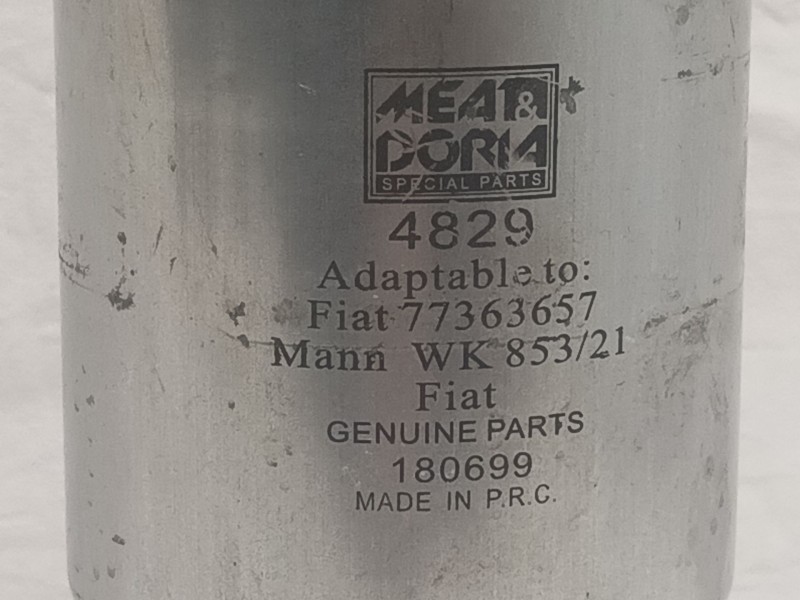 MEAT&
DORIA
SPECIAL PARTS
4829
Adaptable to:
Fiat 77363657
Mann WK 853/21
Fiat
GENUINE PARTS
180699
MADE IN P.R.C.